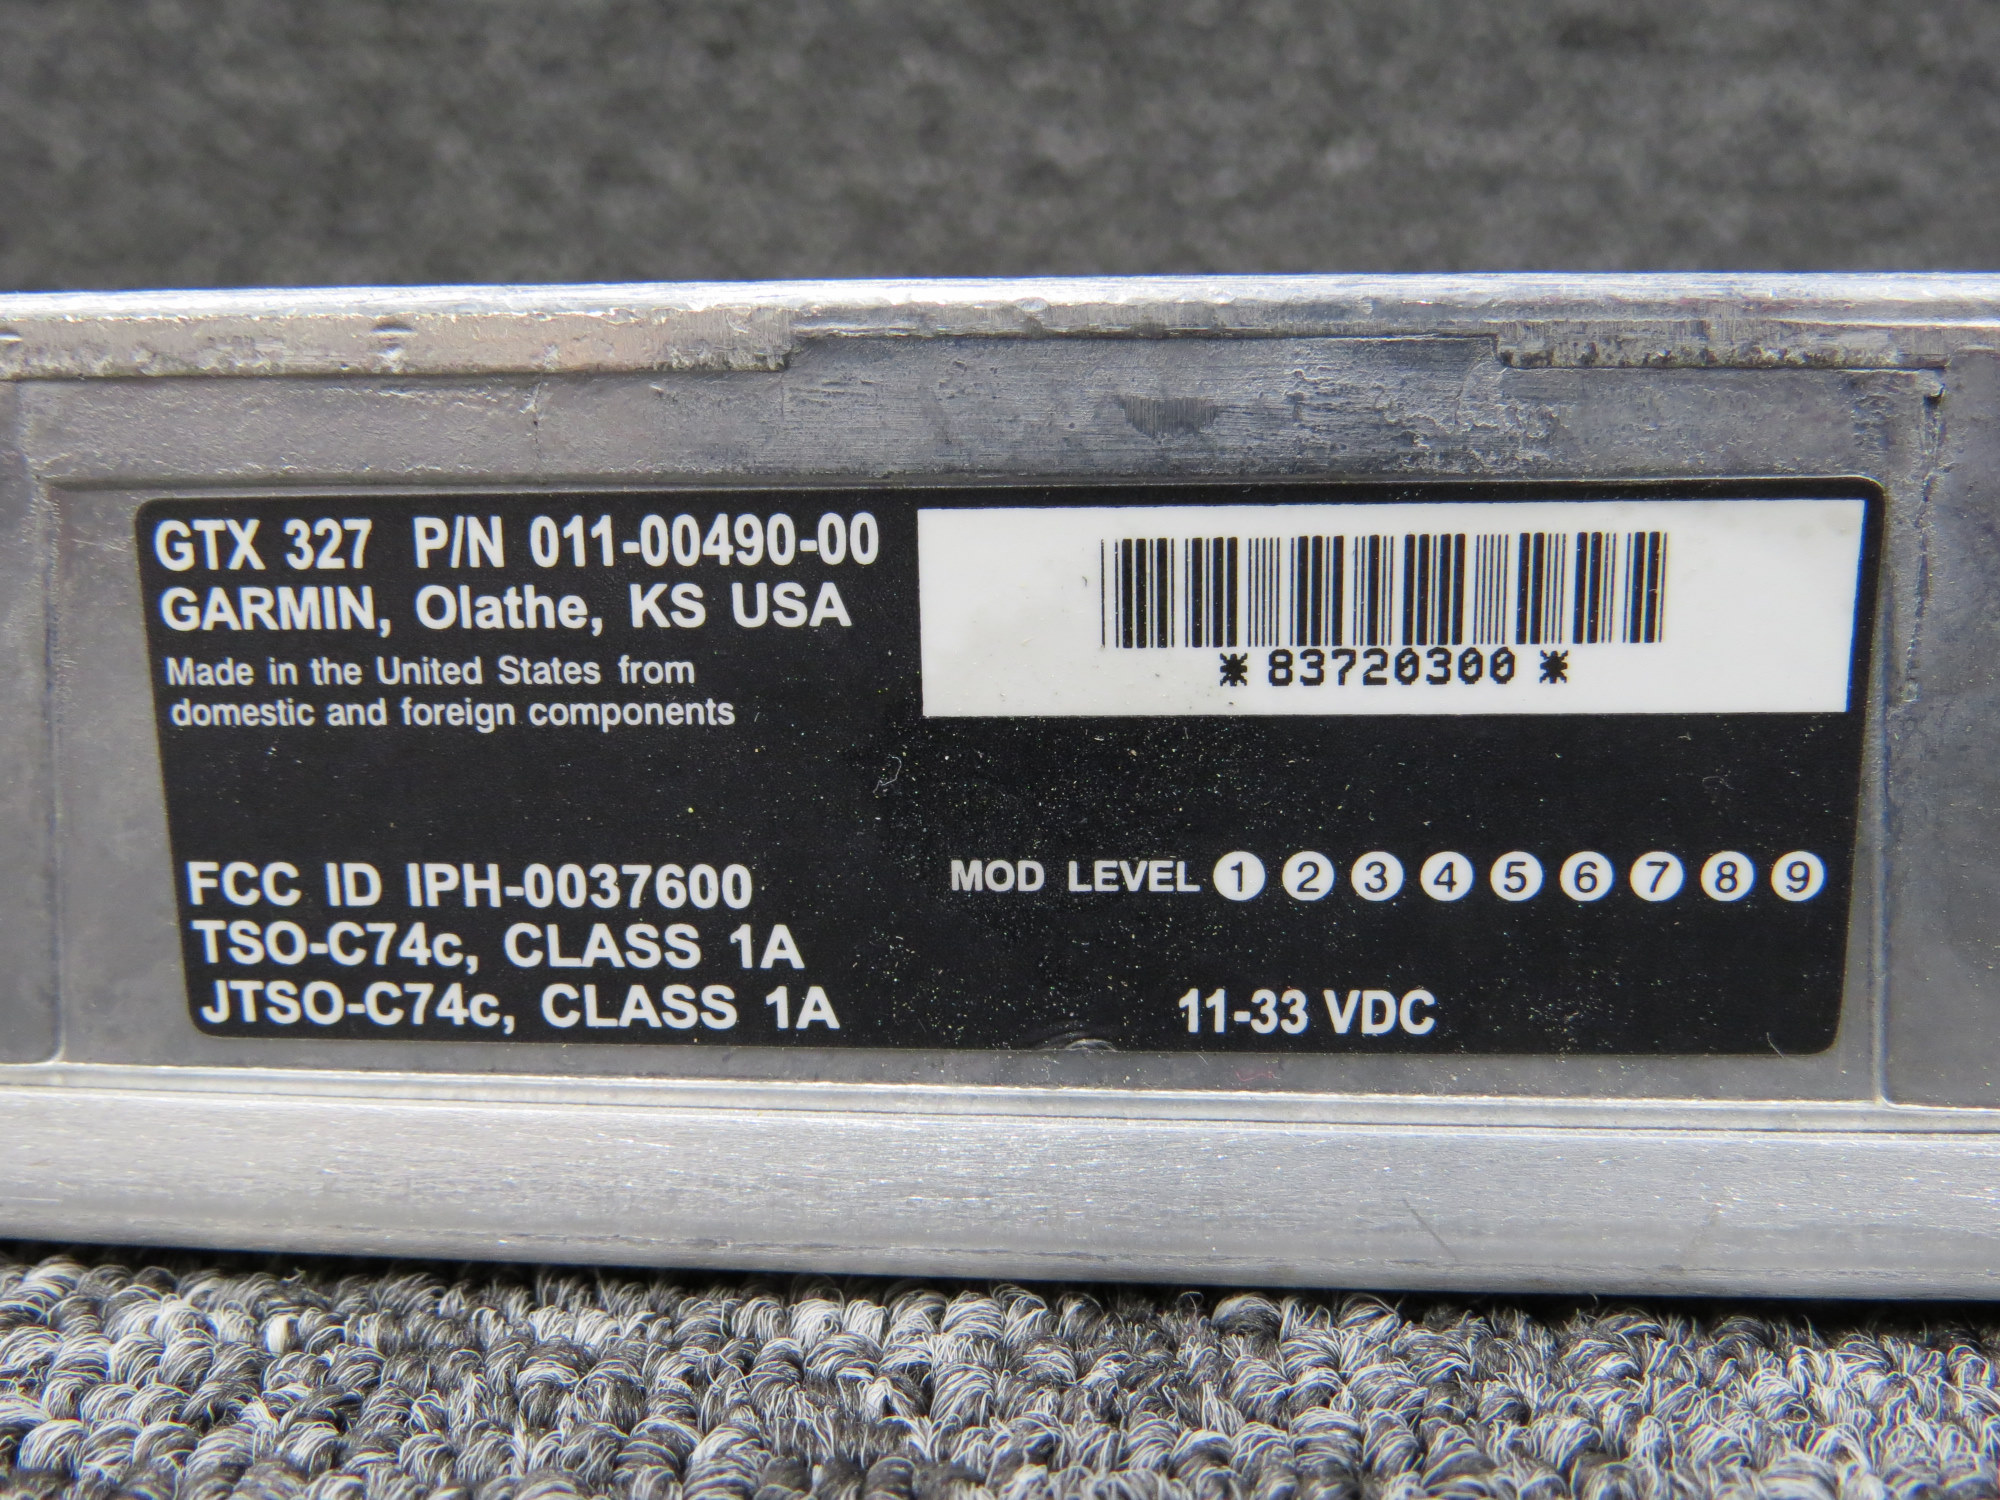 GTX 327 P/N 011-00490-00
GARMIN, Olathe, KS USA
Made in the United States from
domestic and foreign components
*83720300*
FCC ID IPH-0037600
TSO-C74c, CLASS 1A
JTSO-C74c, CLASS 1A
MOD LEVEL 1 2 3 4 5 6 7 8 9
11-33 VDC